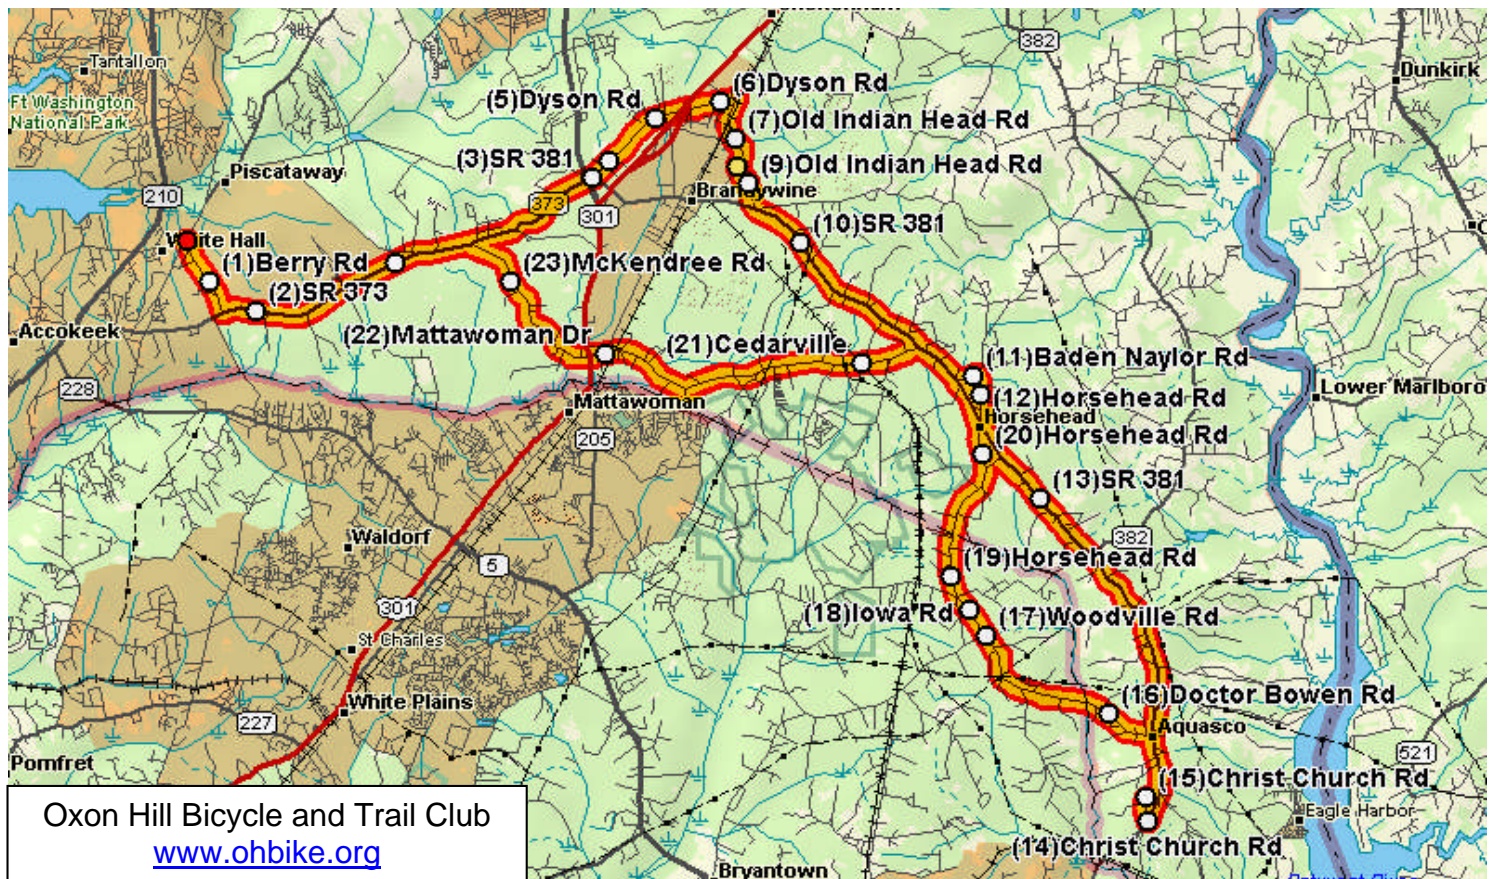 382
Tantallon
Dunkirk
(6)Dyson Rd
(5)Dyson Rd
Ft Washington
National Park
(7)Old Indian Head Rd
(3)SR 381
(9)Old Indian Head Rd
Piscataway
Brandywine
210
373
301
(10)SR 381
White Hall
(1)Berry Rd
(23)McKendree Rd
(2)SR 373
Accokeek
(22)Mattawoman Dr
(21)Cedarville
(11)Baden Naylor Rd
228
Lower Marlboro
(12)Horsehead Rd
Mattawoman
Horsehead
205
(20)Horsehead Rd
(13)SR 381
Waldorf
382
5
(19)Horsehead Rd
301
(18)Iowa Rd
(17)Woodville Rd
St Charles
(16)Doctor Bowen Rd
White Plains
227
Aquasco
521
Pomfret
(15)Christ Church Rd
Eagle Harbor
(14)Christ Church Rd
Bryantown
Oxon Hill Bicycle and Trail Club
www.ohbike.org